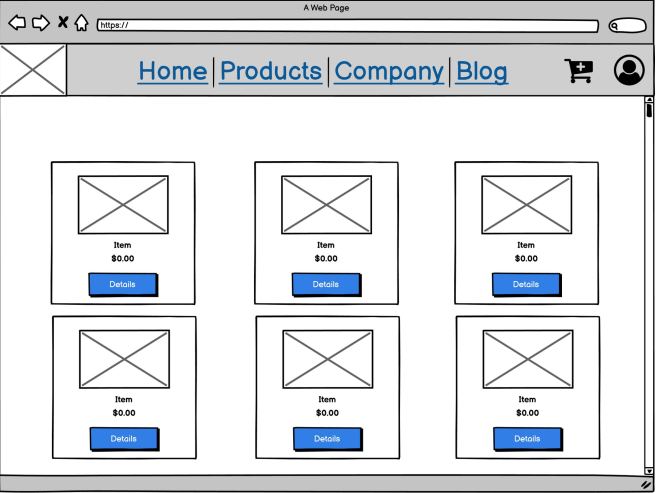 A Web Page
https://
Home Products Company Blog
Item Item Item
$0.00 $0.00 $0.00
Details Details Details
Item Item Item
$0.00 $0.00 $0.00
Details Details Details